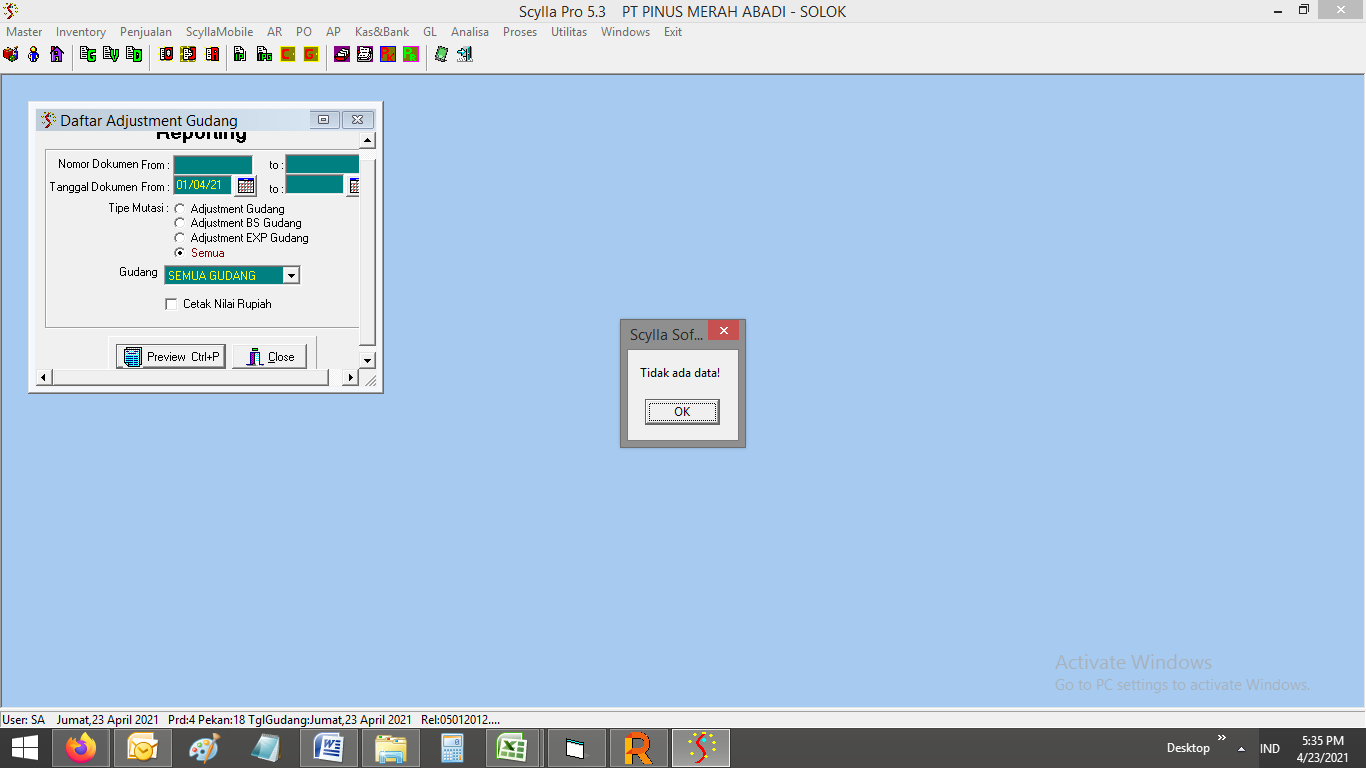 Scylla Pro 5.3 PT PINUS MERAH ABADI - SOLOK
Master Inventory Penjualan ScyllaMobile AR PO AP Kas&Bank GL Analisa Proses Utilitas Windows Exit
Daftar Adjustment Gudang
Reporting
Nomor Dokumen From : to :
Tanggal Dokumen From : 01/04/21 to :
Tipe Mutasi : Adjustment Gudang
Adjustment BS Gudang
Adjustment EXP Gudang
Semua
Gudang SEMUA GUDANG
Cetak Nilai Rupiah
Preview Ctrl+P Close
Scylla Sof...
Tidak ada data!
OK
Activate Windows
Go to PC settings to activate Windows.
User: SA Jumat,23 April 2021 Prd:4 Pekan:18 TglGudang:Jumat,23 April 2021 Rel:05012012....
Desktop IND 5:35 PM
4/23/2021